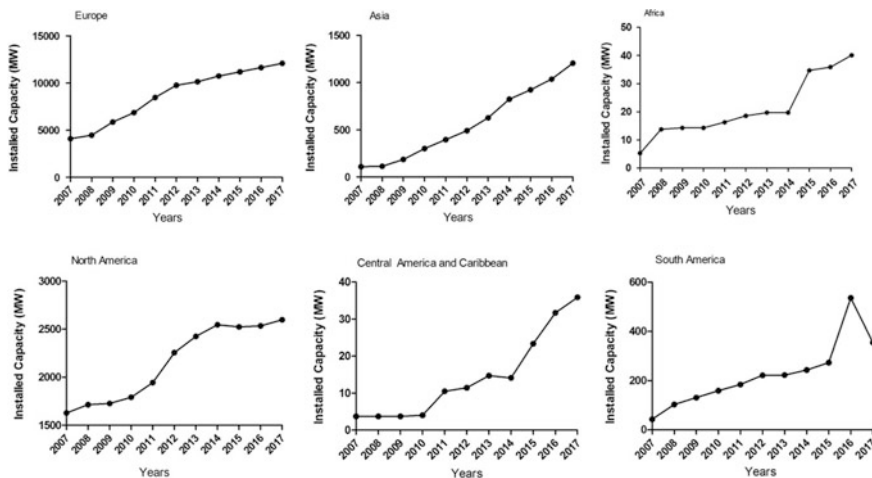 Europe
Installed Capacity (MW)
15000
10000
5000
0
2007 2008 2009 2010 2011 2012 2013 2014 2015 2016 2017
Years
Asia
Installed Capacity (MW)
1500
1000
500
0
2007 2008 2009 2010 2011 2012 2013 2014 2015 2016 2017
Years
Africa
Installed Capacity (MW)
40
30
20
10
0
2007 2008 2009 2010 2011 2012 2013 2014 2015 2016 2017
Years
North America
Installed Capacity (MW)
3000
2500
2000
1500
2007 2008 2009 2010 2011 2012 2013 2014 2015 2016 2017
Years
Central America and Caribbean
Installed Capacity (MW)
40
30
20
10
0
2007 2008 2009 2010 2011 2012 2013 2014 2015 2016 2017
Years
South America
Installed Capacity (MW)
600
400
200
0
2007 2008 2009 2010 2011 2012 2013 2014 2015 2016 2017
Years